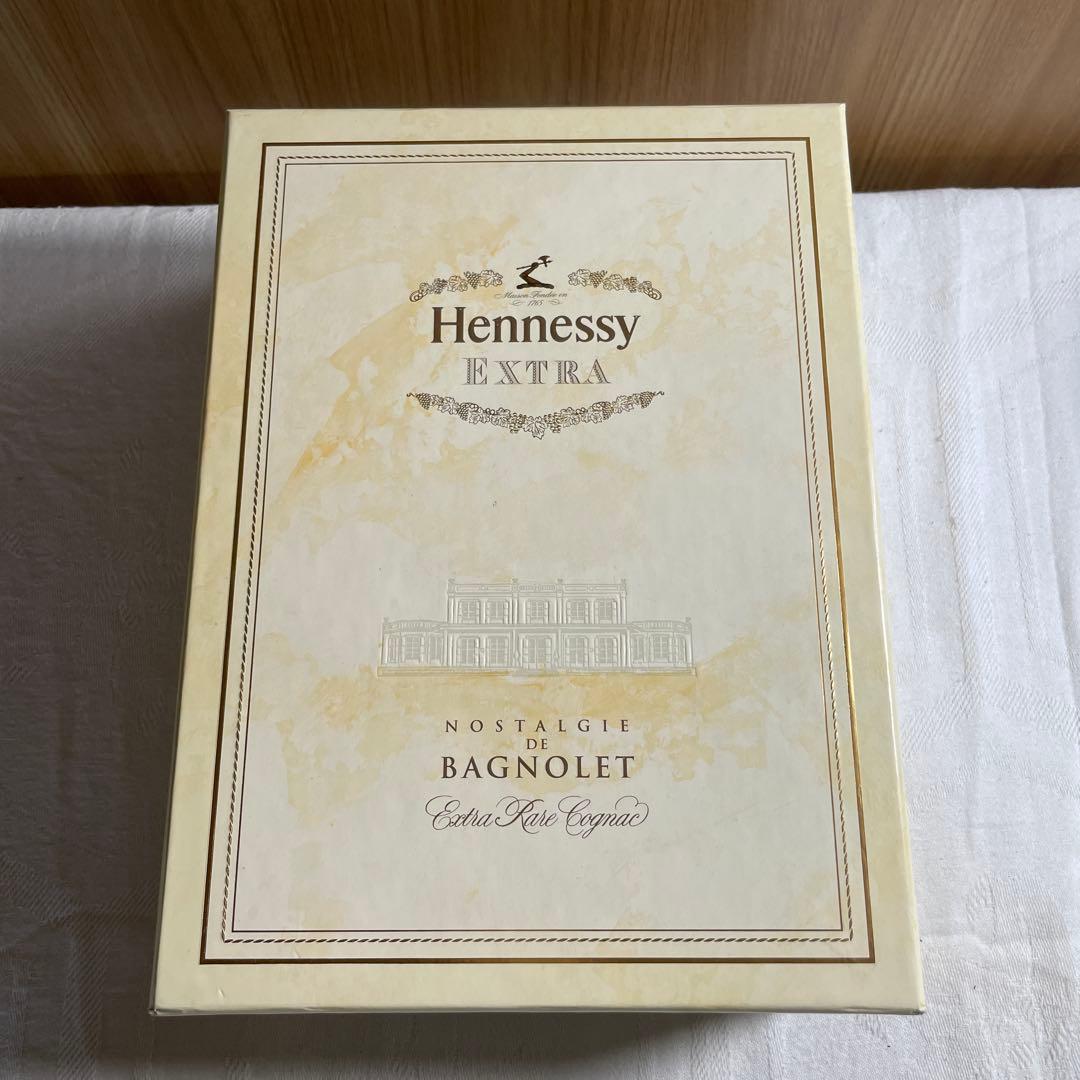 Maison Fondée en
1765
Hennessy
EXTRA
NOSTALGIE
DE
BAGNOLET
Extra Rare Cognac